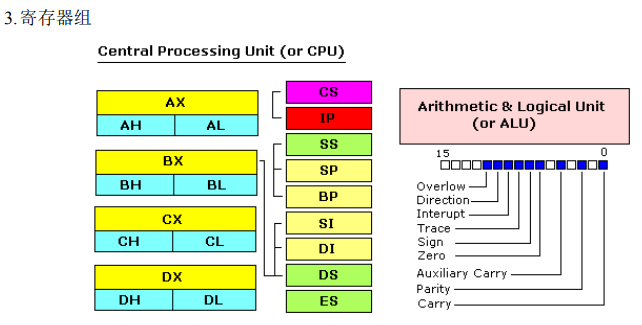 3.寄存器组
Central Processing Unit (or CPU)
AX
AH AL
BX
BH BL
CX
CH CL
DX
DH DL
CS
IP
SS
SP
BP
SI
DI
DS
ES
Arithmetic & Logical Unit
(or ALU)
15 0
Overlow
Direction
Interupt
Trace
Sign
Zero
Auxiliary Carry
Parity
Carry